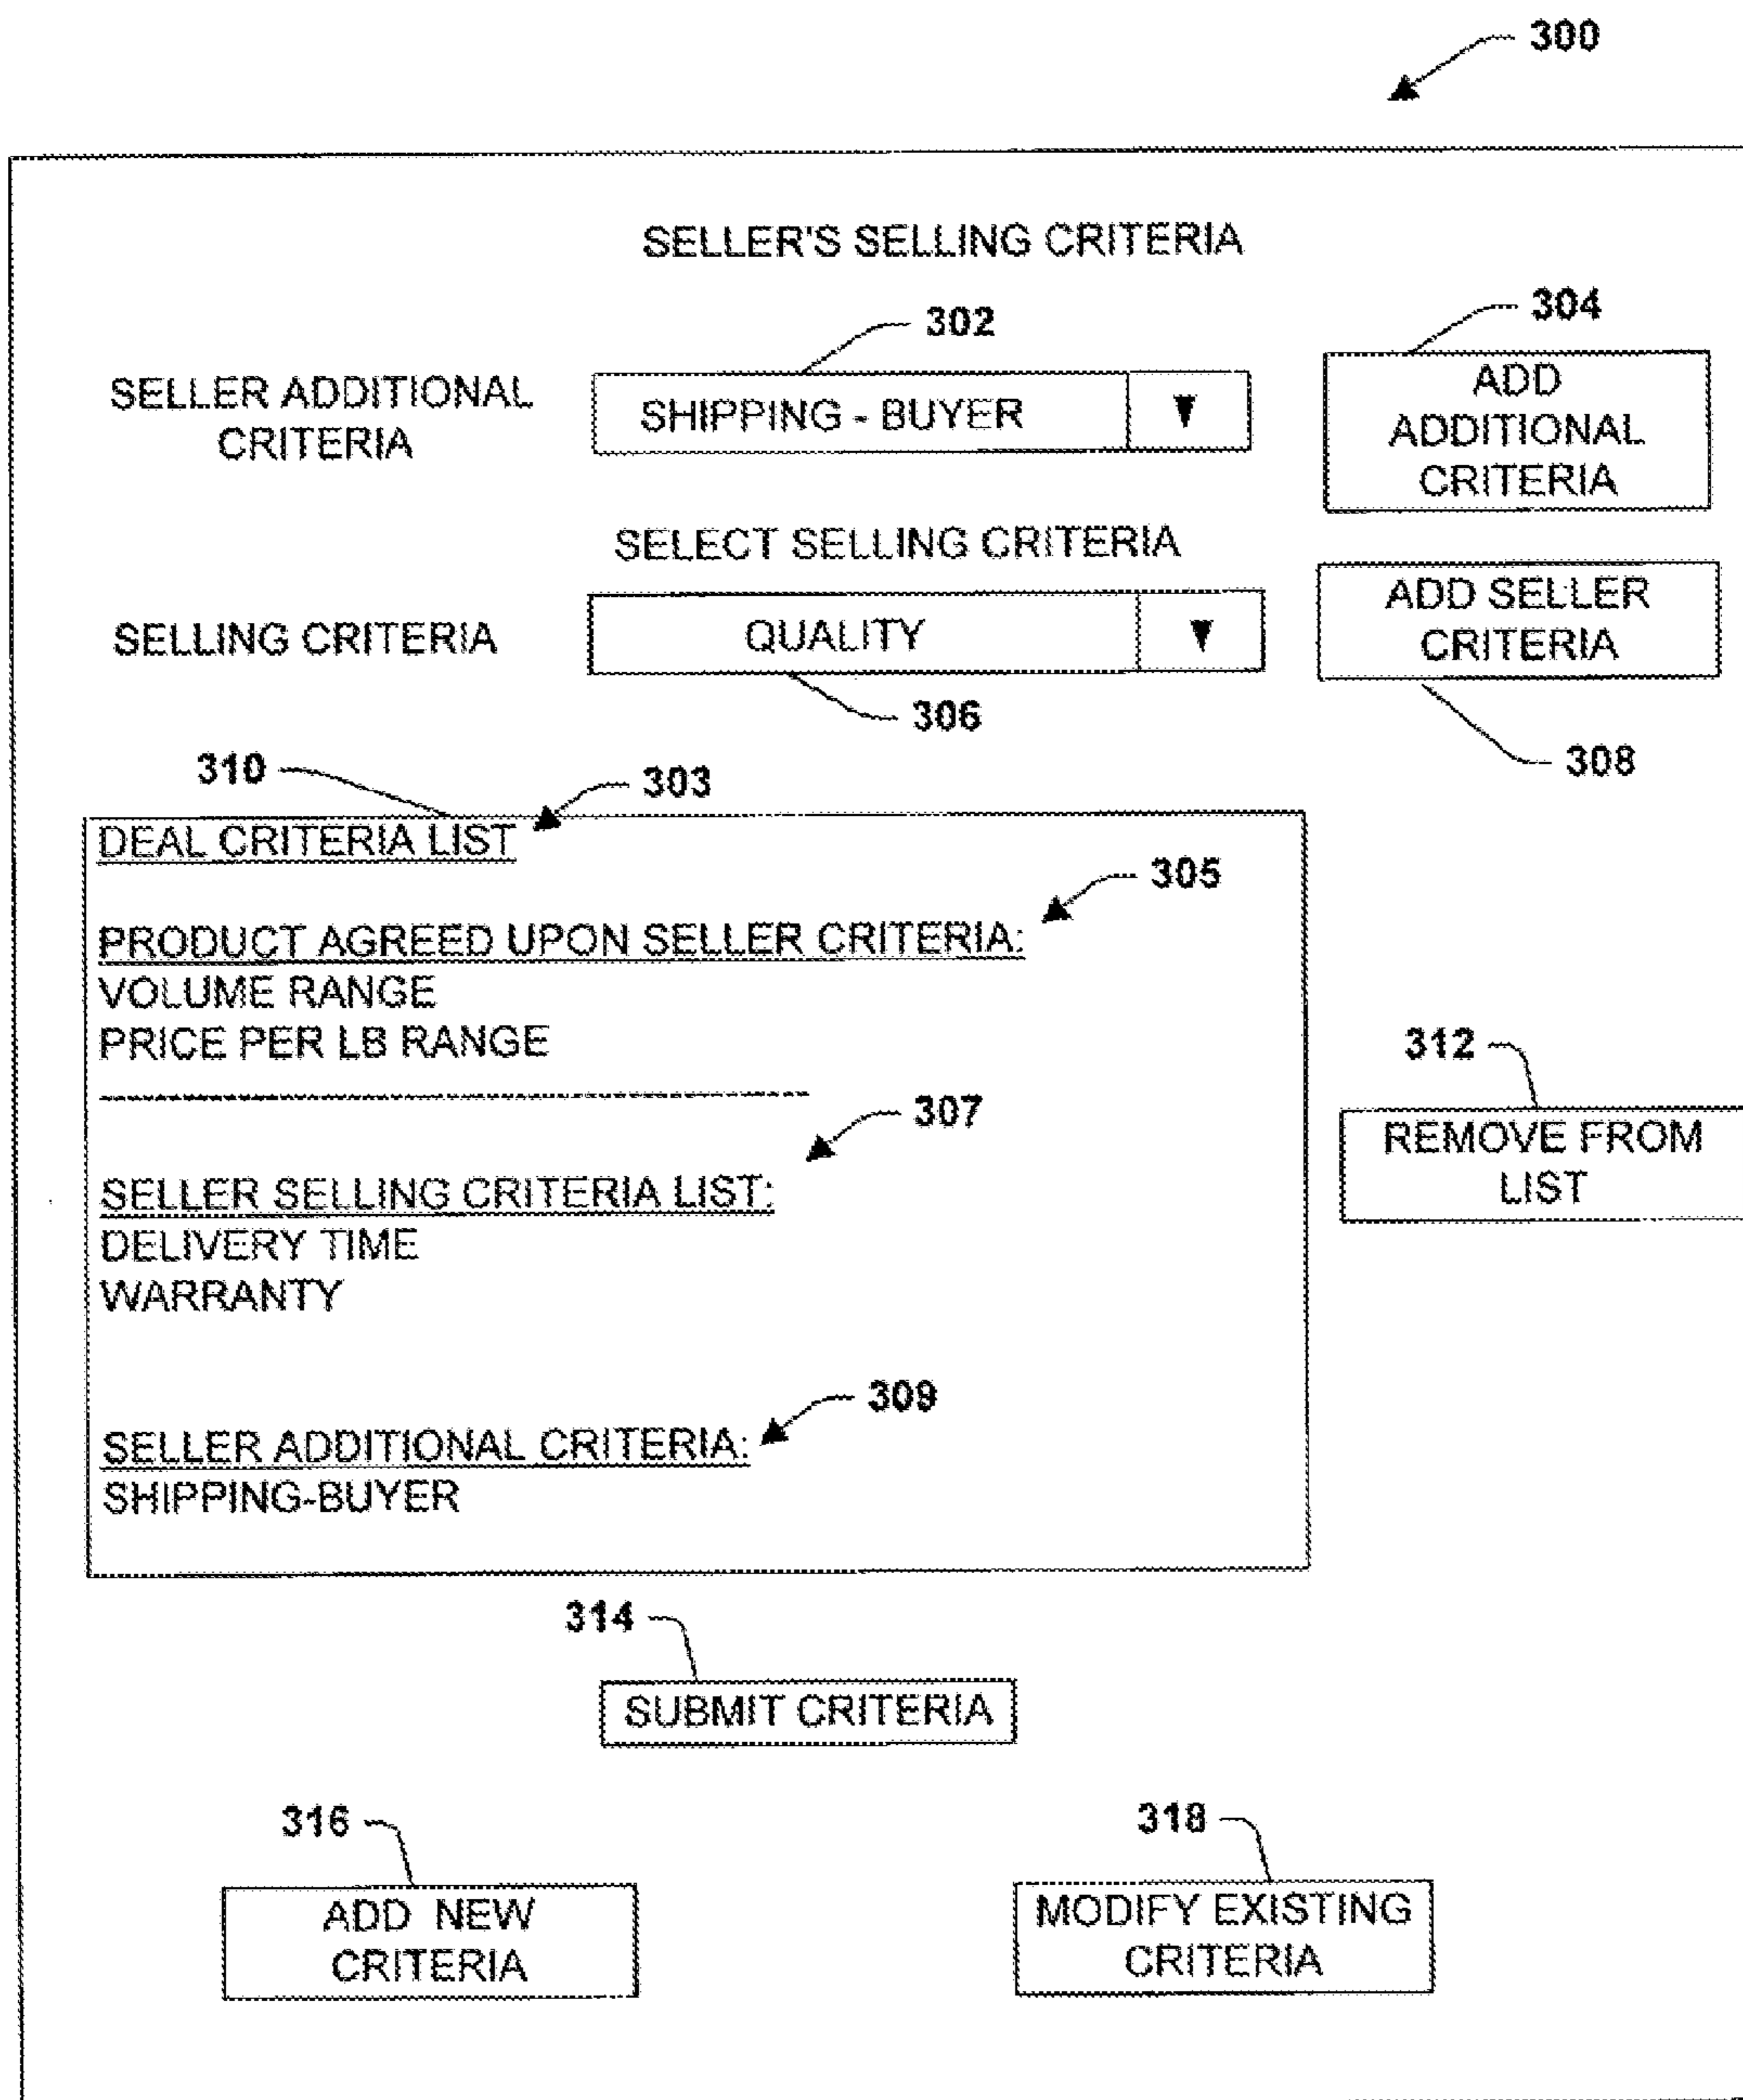 300
SELLER'S SELLING CRITERIA
302
304
SELLER ADDITIONAL
CRITERIA
SHIPPING - BUYER
ADD
ADDITIONAL
CRITERIA
SELECT SELLING CRITERIA
SELLING CRITERIA
QUALITY
ADD SELLER
CRITERIA
306
308
310
303
DEAL CRITERIA LIST
305
PRODUCT AGREED UPON SELLER CRITERIA:
VOLUME RANGE
PRICE PER LB RANGE
312
307
REMOVE FROM
LIST
SELLER SELLING CRITERIA LIST:
DELIVERY TIME
WARRANTY
309
SELLER ADDITIONAL CRITERIA:
SHIPPING-BUYER
314
SUBMIT CRITERIA
316
318
ADD NEW
CRITERIA
MODIFY EXISTING
CRITERIA